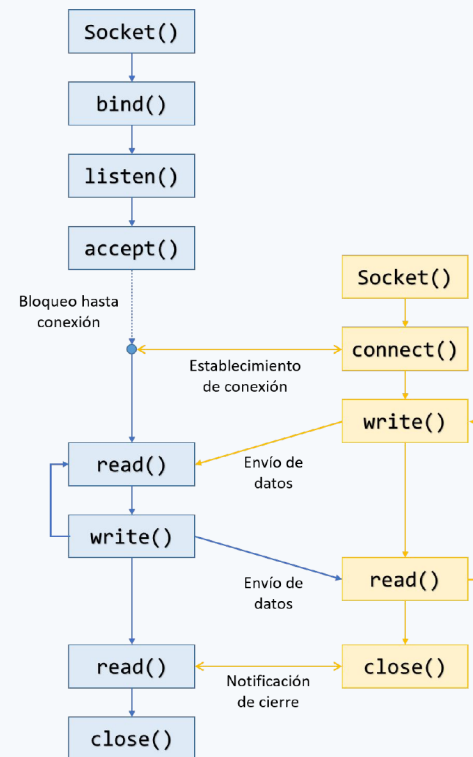 Socket()
bind()
listen()
accept()
Bloqueo hasta
conexión
Socket()
connect()
Establecimiento
de conexión
write()
read()
Envío de
datos
write()
Envío de
datos
read()
read()
Notificación
de cierre
close()
close()